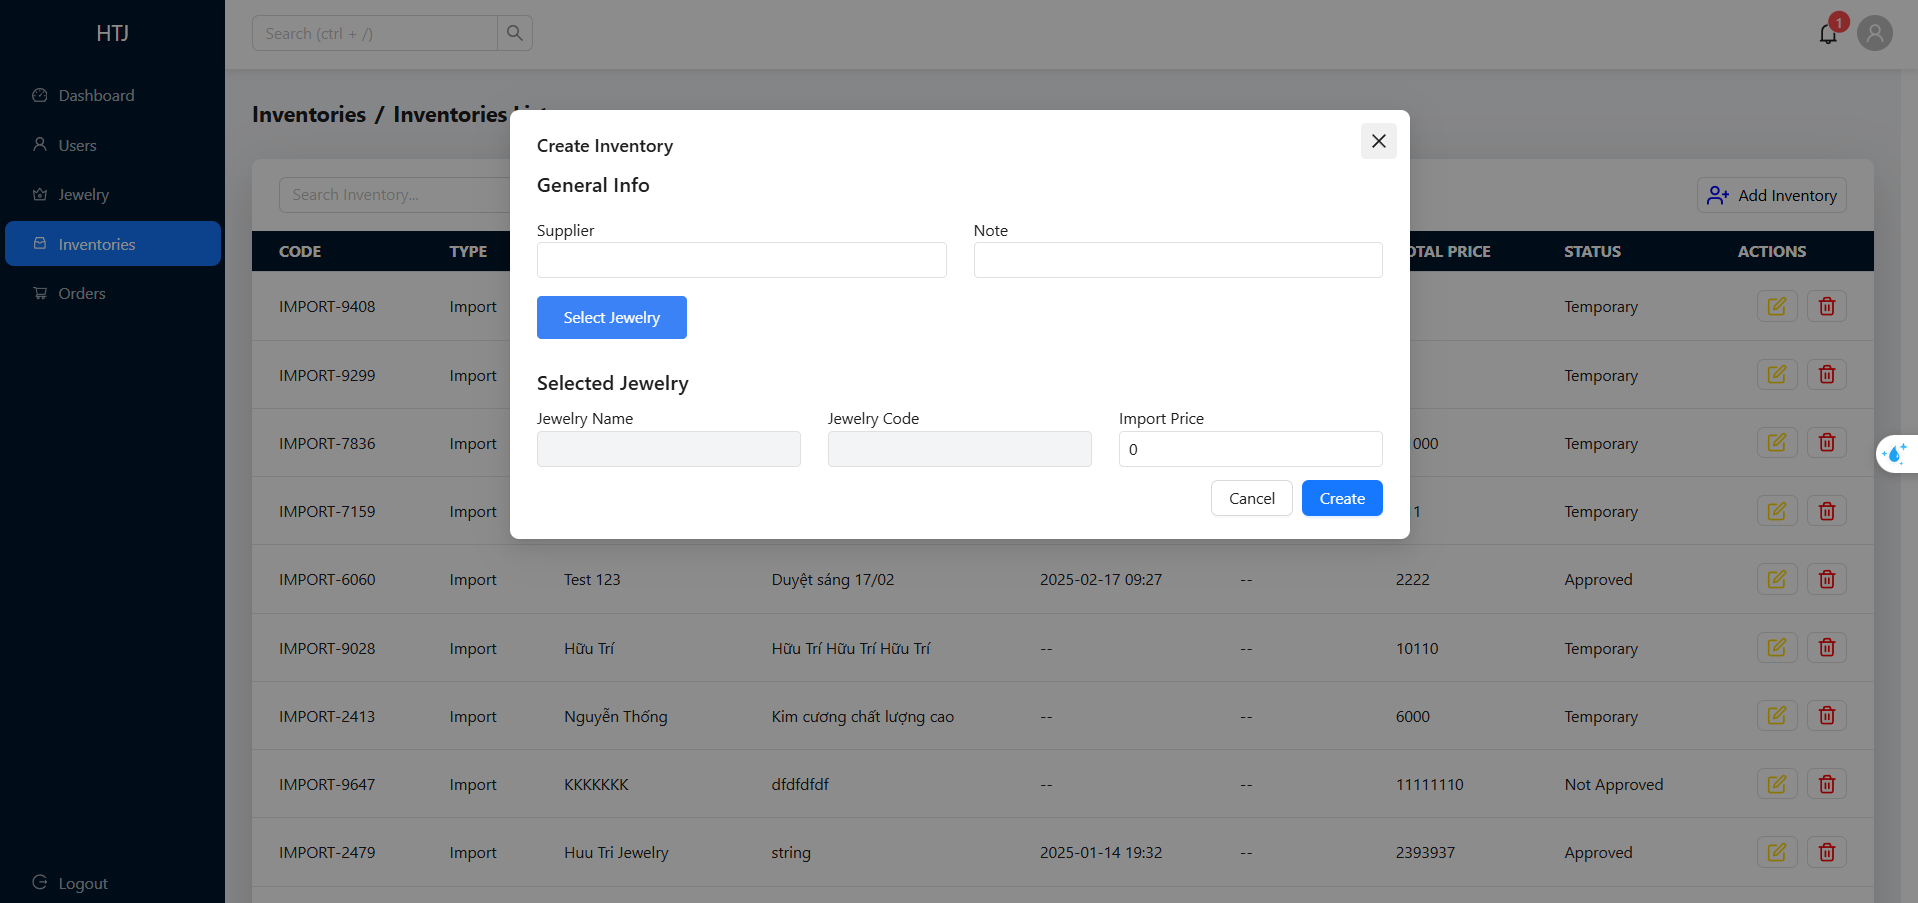 HTJ
Search (ctrl + /)
1
Dashboard
Users
Jewelry
Inventories
Orders
Logout
Inventories / Inventories List
Search Inventory...
Add Inventory
CODE TYPE OTAL PRICE STATUS ACTIONS
IMPORT-9408 Import Temporary
IMPORT-9299 Import Temporary
IMPORT-7836 Import 000 Temporary
IMPORT-7159 Import 1 Temporary
IMPORT-6060 Import Test 123 Duyệt sáng 17/02 2025-02-17 09:27 -- 2222 Approved
IMPORT-9028 Import Hữu Trí Hữu Trí Hữu Trí Hữu Trí -- -- 10110 Temporary
IMPORT-2413 Import Nguyễn Thống Kim cương chất lượng cao -- -- 6000 Temporary
IMPORT-9647 Import KKKKKKK dfdfdfdf -- -- 11111110 Not Approved
IMPORT-2479 Import Huu Tri Jewelry string 2025-01-14 19:32 -- 2393937 Approved
Create Inventory
General Info
Supplier Note
Select Jewelry
Selected Jewelry
Jewelry Name Jewelry Code Import Price
0
Cancel Create